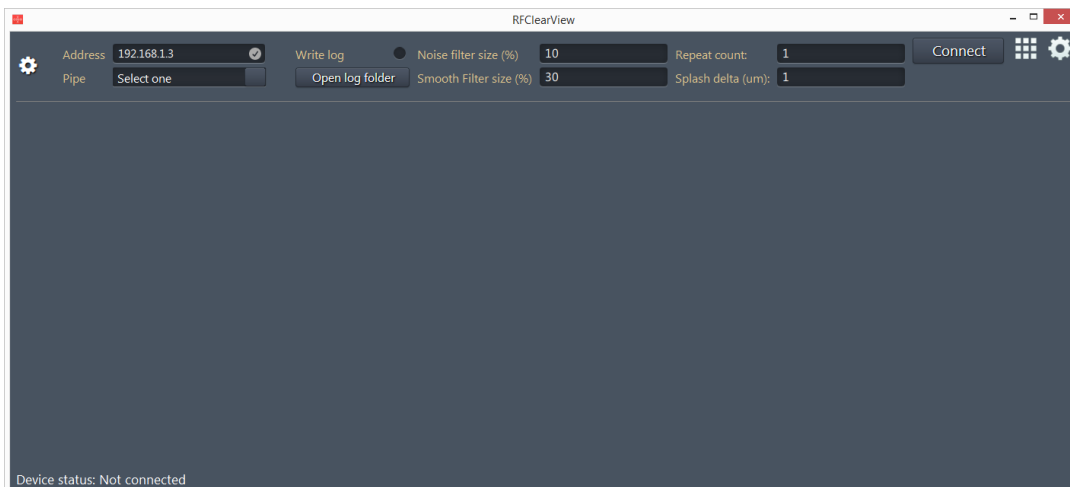 RFClearView
Address 192.168.1.3 Write log Noise filter size (%) 10 Repeat count: 1 Connect
Pipe Select one Open log folder Smooth Filter size (%) 30 Splash delta (um): 1
Device status: Not connected